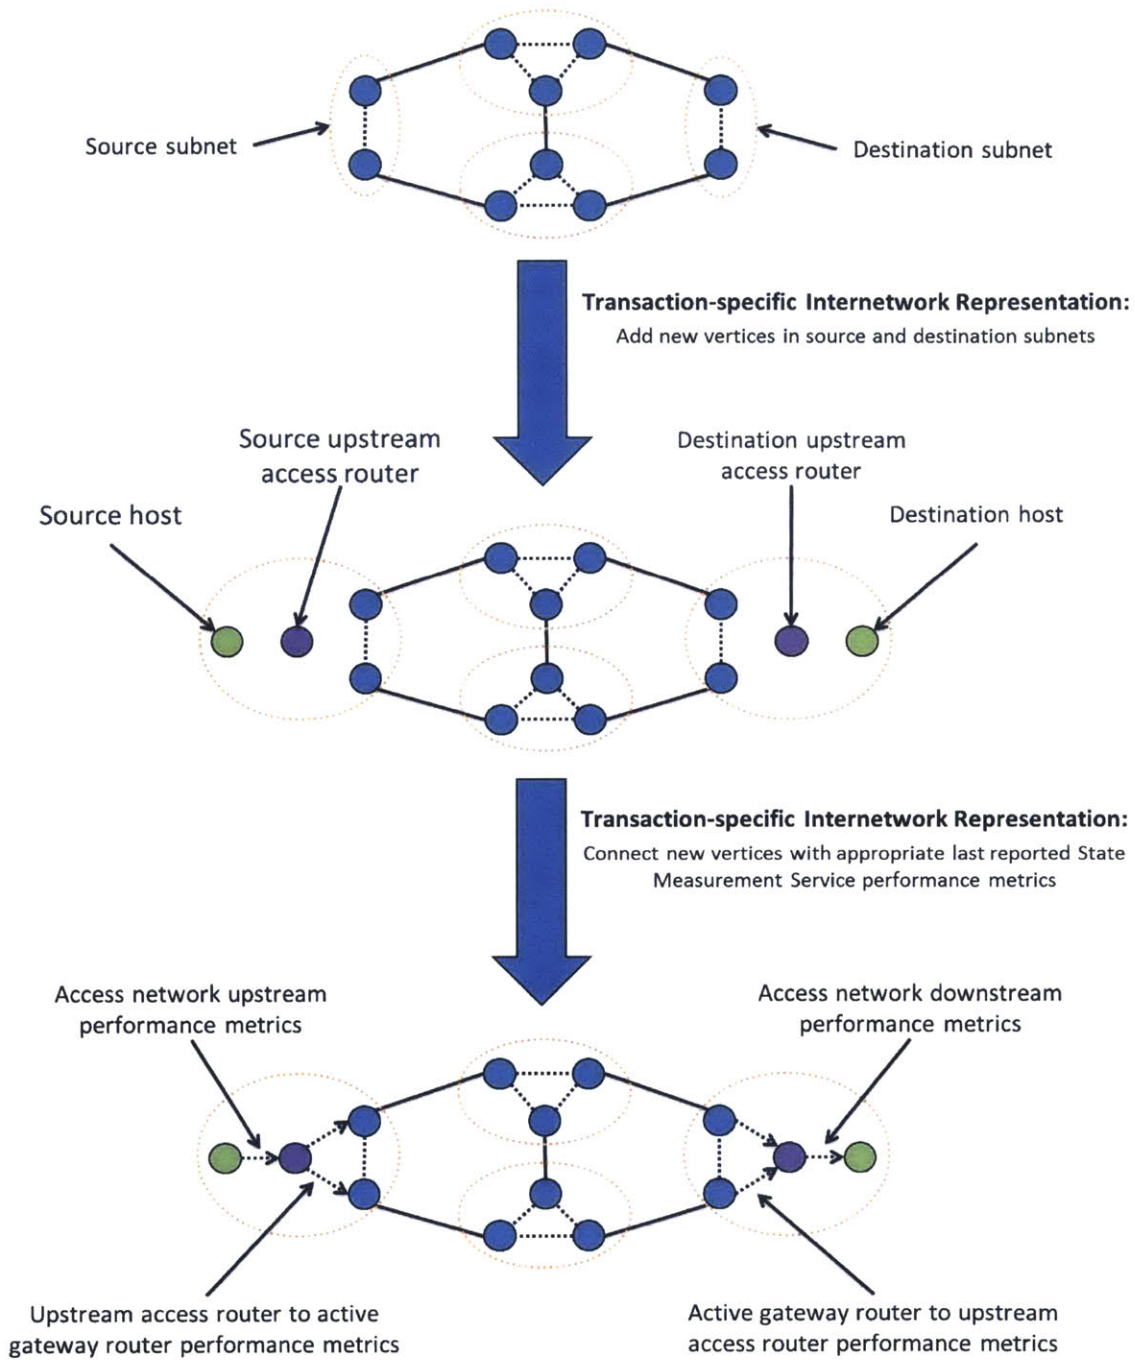 Source subnet
Destination subnet
Transaction-specific Internetwork Representation:
Add new vertices in source and destination subnets
Source upstream
access router
Destination upstream
access router
Source host
Destination host
Transaction-specific Internetwork Representation:
Connect new vertices with appropriate last reported State
Measurement Service performance metrics
Access network upstream
performance metrics
Access network downstream
performance metrics
Upstream access router to active
gateway router performance metrics
Active gateway router to upstream
access router performance metrics